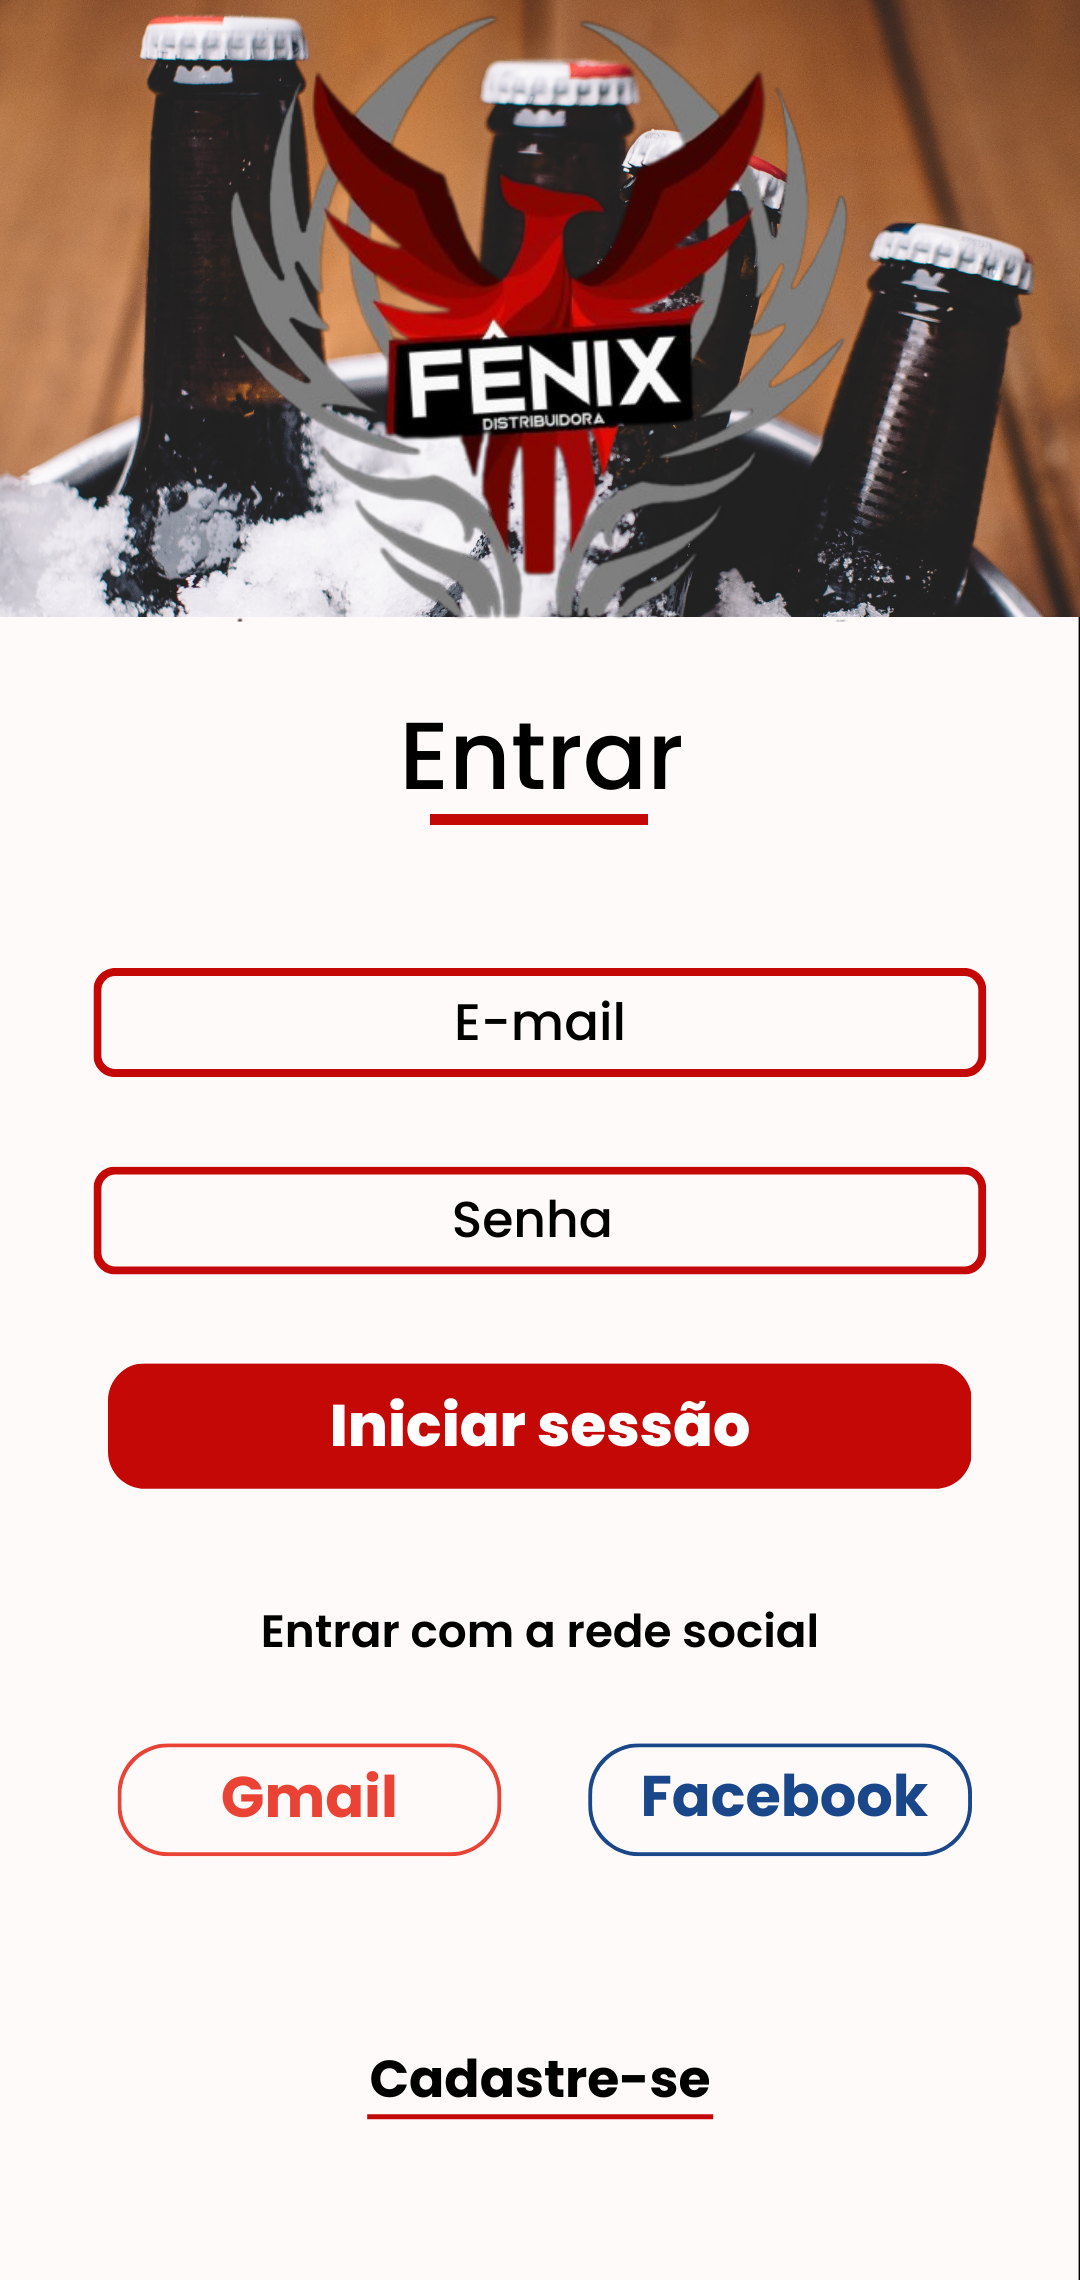 FÊNIX
DISTRIBUIDORA
Entrar
E-mail
Senha
Iniciar sessão
Entrar com a rede social
Gmail
Facebook
Cadastre-se